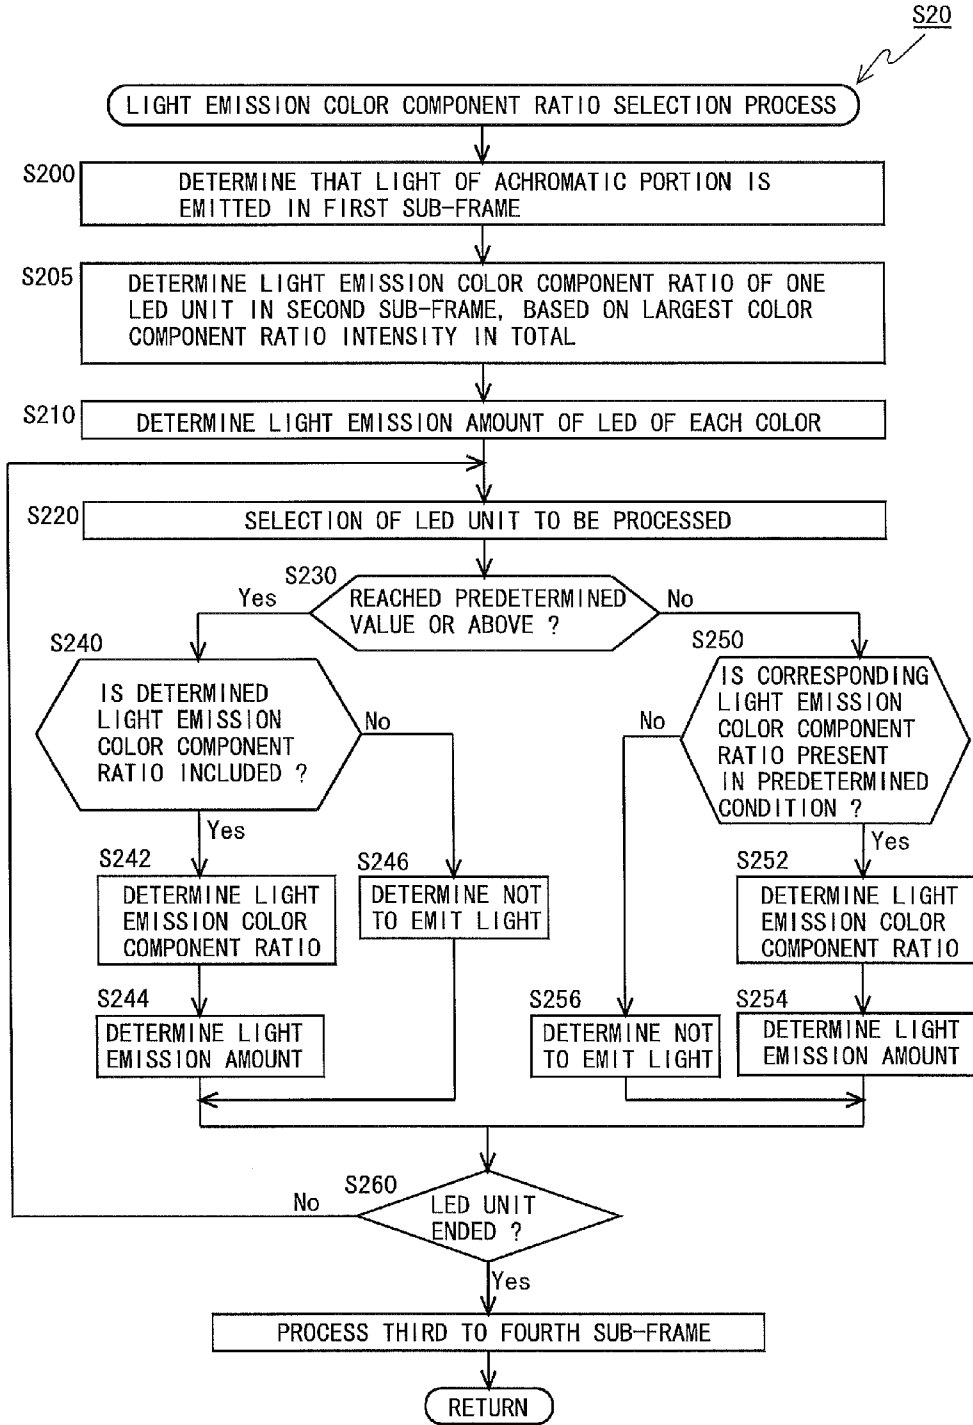 S20
LIGHT EMISSION COLOR COMPONENT RATIO SELECTION PROCESS
S200
DETERMINE THAT LIGHT OF ACHROMATIC PORTION IS
EMITTED IN FIRST SUB-FRAME
S205
DETERMINE LIGHT EMISSION COLOR COMPONENT RATIO OF ONE
LED UNIT IN SECOND SUB-FRAME, BASED ON LARGEST COLOR
COMPONENT RATIO INTENSITY IN TOTAL
S210
DETERMINE LIGHT EMISSION AMOUNT OF LED OF EACH COLOR
S220
SELECTION OF LED UNIT TO BE PROCESSED
S230
REACHED PREDETERMINED
VALUE OR ABOVE ?
Yes
No
S240
IS DETERMINED
LIGHT EMISSION
COLOR COMPONENT
RATIO INCLUDED ?
No
Yes
S250
IS CORRESPONDING
LIGHT EMISSION
COLOR COMPONENT
RATIO PRESENT
IN PREDETERMINED
CONDITION ?
No
Yes
S242
DETERMINE LIGHT
EMISSION COLOR
COMPONENT RATIO
S246
DETERMINE NOT
TO EMIT LIGHT
S252
DETERMINE LIGHT
EMISSION COLOR
COMPONENT RATIO
S244
DETERMINE LIGHT
EMISSION AMOUNT
S256
DETERMINE NOT
TO EMIT LIGHT
S254
DETERMINE LIGHT
EMISSION AMOUNT
S260
LED UNIT
ENDED ?
No
Yes
PROCESS THIRD TO FOURTH SUB-FRAME
RETURN